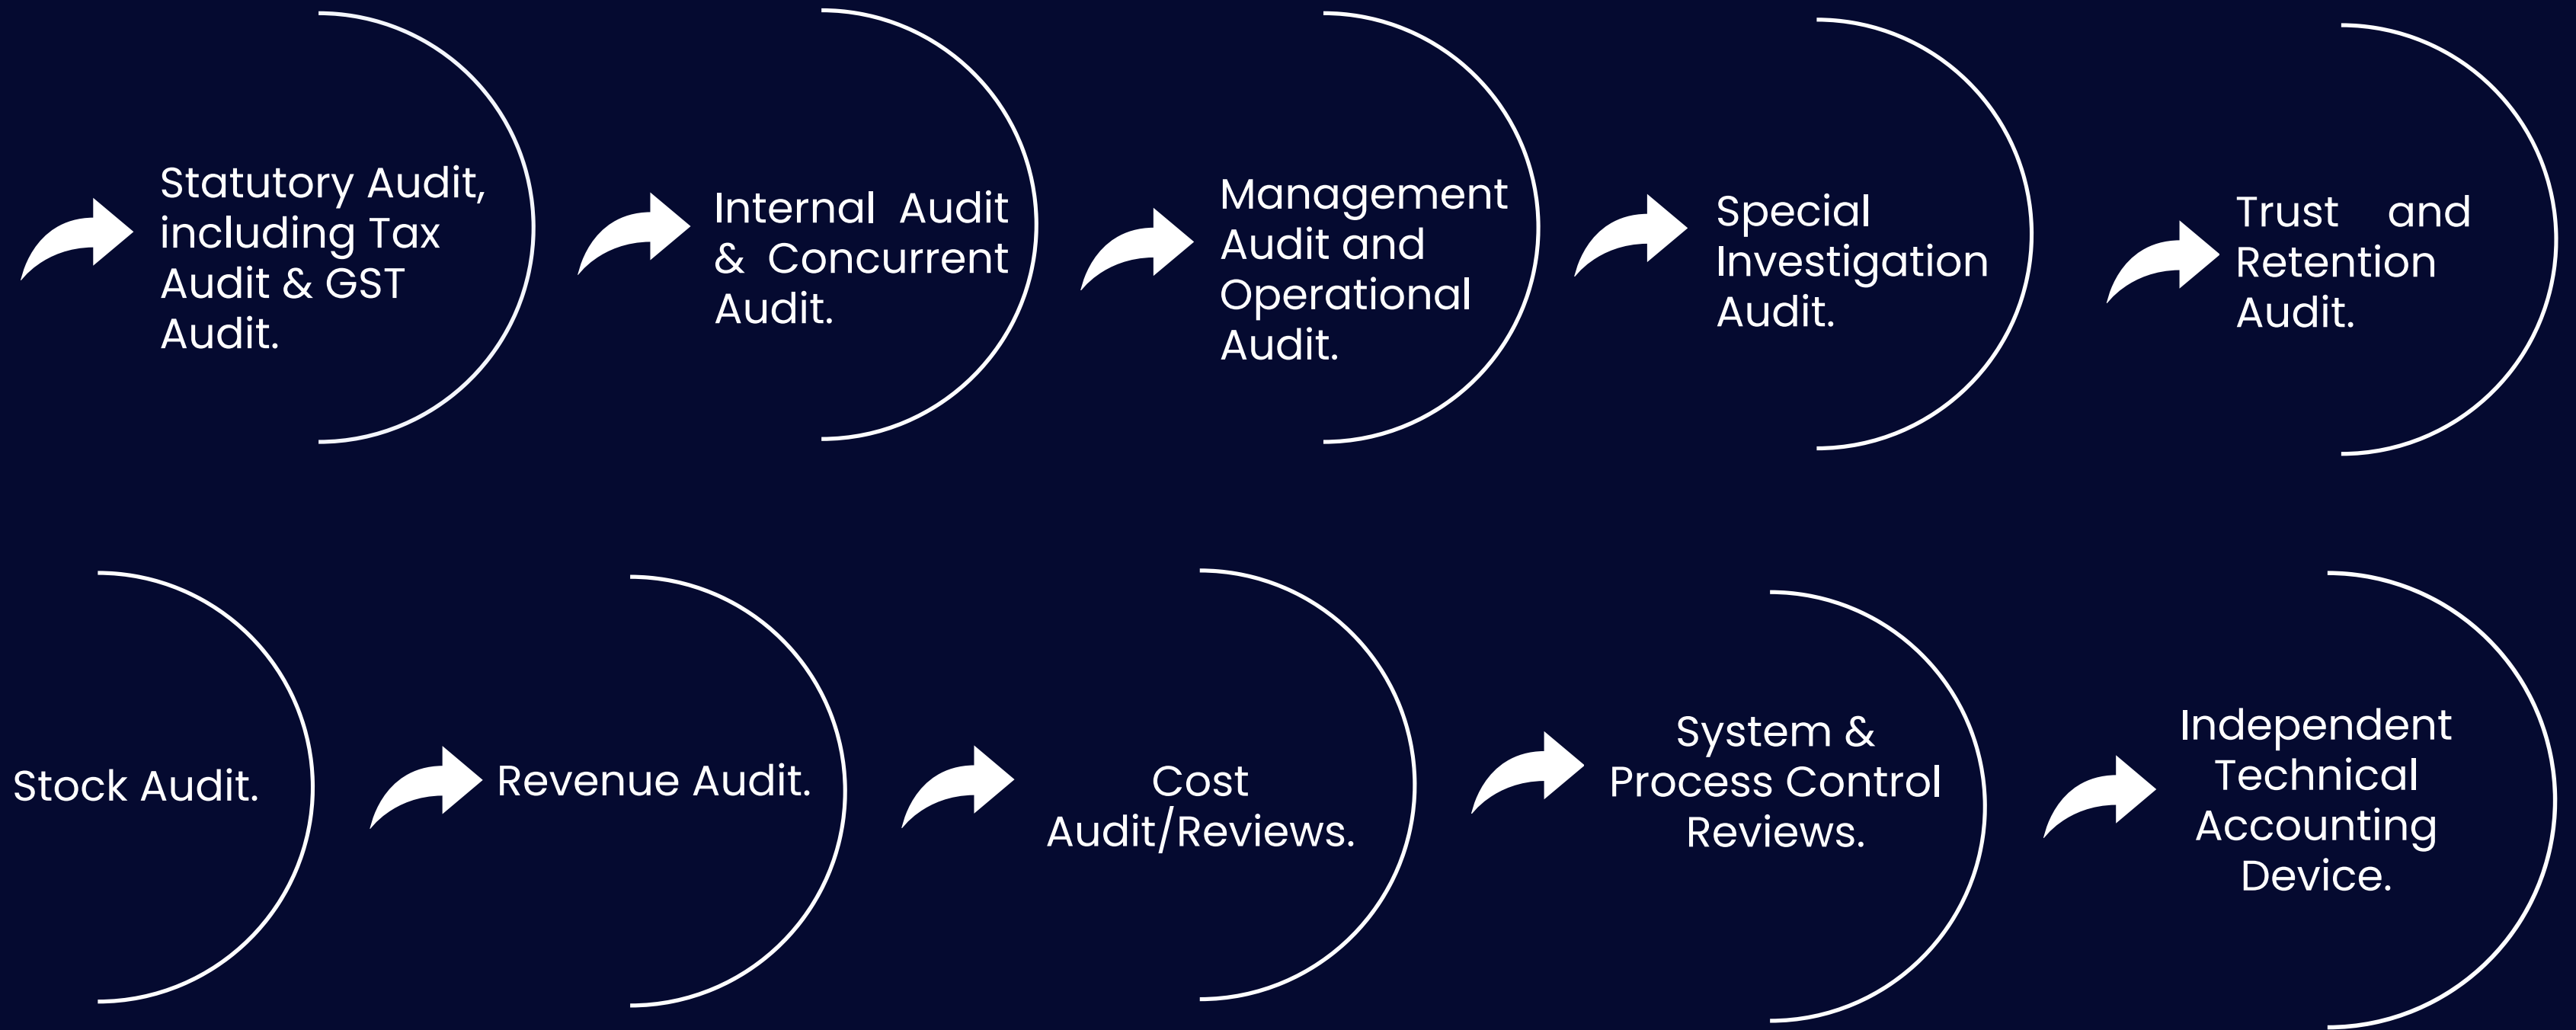 Statutory Audit,
including Tax
Audit & GST
Audit.
Internal Audit
& Concurrent
Audit.
Management
Audit and
Operational
Audit.
Special
Investigation
Audit.
Trust and
Retention
Audit.
Stock Audit.
Revenue Audit.
Cost
Audit/Reviews.
System &
Process Control
Reviews.
Independent
Technical
Accounting
Device.